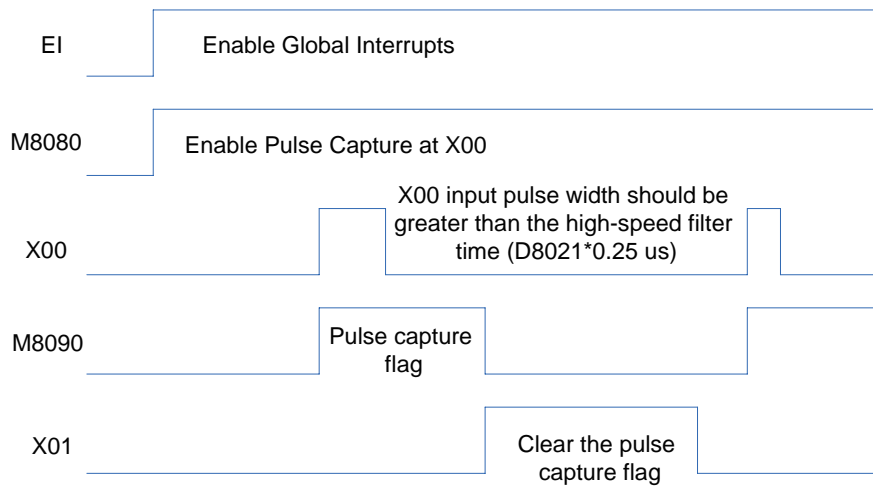 EI
Enable Global Interrupts
M8080
Enable Pulse Capture at X00
X00 input pulse width should be
greater than the high-speed filter
time (D8021*0.25 us)
X00
M8090
Pulse capture
flag
X01
Clear the pulse
capture flag